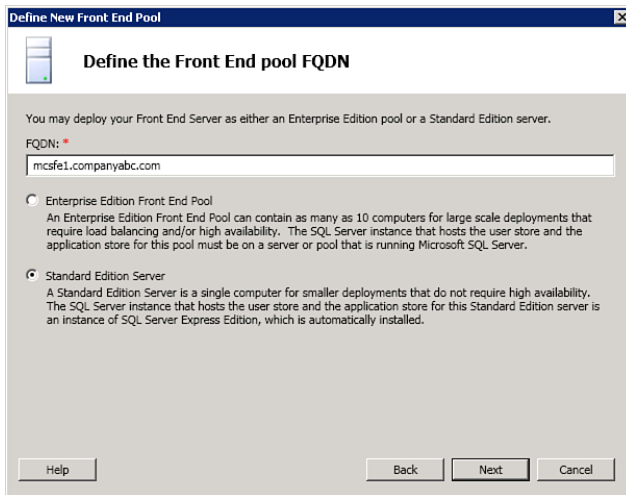 Define New Front End Pool
Define the Front End pool FQDN
You may deploy your Front End Server as either an Enterprise Edition pool or a Standard Edition server.
FQDN: *
mcsfe1.companyabc.com
Enterprise Edition Front End Pool
An Enterprise Edition Front End Pool can contain as many as 10 computers for large scale deployments that
require load balancing and/or high availability.  The SQL Server instance that hosts the user store and the
application store for this pool must be on a server or pool that is running Microsoft SQL Server.
Standard Edition Server
A Standard Edition Server is a single computer for smaller deployments that do not require high availability.
The SQL Server instance that hosts the user store and the application store for this Standard Edition server is
an instance of SQL Server Express Edition, which is automatically installed.
Help
Back
Next
Cancel